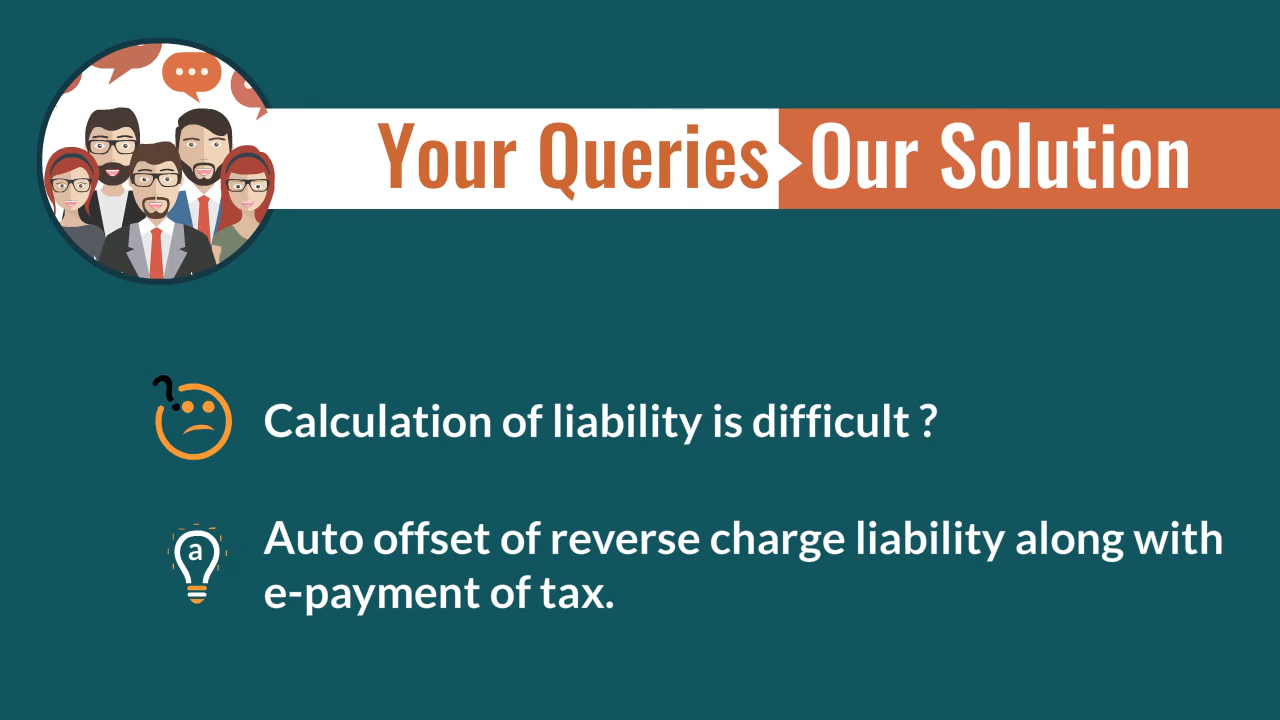 Your Queries Our Solution
Calculation of liability is difficult ?
a
Auto offset of reverse charge liability along with
e-payment of tax.